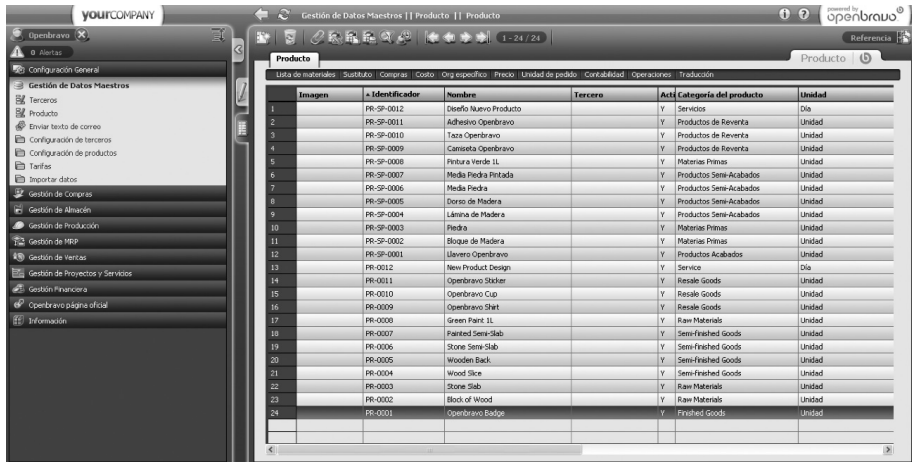 yourCOMPANY
Gestión de Datos Maestros || Producto || Producto
powered by
openbravo
Openbravo
0 Alertas
1 - 24 / 24
Referencia
Configuración General
Gestión de Datos Maestros
Terceros
Producto
Enviar texto de correo
Configuración de terceros
Configuración de productos
Tarifas
Importar datos
Gestión de Compras
Gestión de Almacén
Gestión de Producción
Gestión de MRP
Gestión de Ventas
Gestión de Proyectos y Servicios
Gestión Financiera
Openbravo página oficial
Información
Producto
Producto
Lista de materiales Sustituto Compras Costo Org específico Precio Unidad de pedido Contabilidad Operaciones Traducción
Imagen Identificador Nombre Tercero Acti Categoría del producto Unidad
1 PR-SP-0012 Diseño Nuevo Producto Y Servicios Día
2 PR-SP-0011 Adhesivo Openbravo Y Productos de Reventa Unidad
3 PR-SP-0010 Taza Openbravo Y Productos de Reventa Unidad
4 PR-SP-0009 Camiseta Openbravo Y Productos de Reventa Unidad
5 PR-SP-0008 Pintura Verde 1L Y Materias Primas Unidad
6 PR-SP-0007 Media Piedra Pintada Y Productos Semi-Acabados Unidad
7 PR-SP-0006 Media Piedra Y Productos Semi-Acabados Unidad
8 PR-SP-0005 Dorso de Madera Y Productos Semi-Acabados Unidad
9 PR-SP-0004 Lámina de Madera Y Productos Semi-Acabados Unidad
10 PR-SP-0003 Piedra Y Materias Primas Unidad
11 PR-SP-0002 Bloque de Madera Y Materias Primas Unidad
12 PR-SP-0001 Llavero Openbravo Y Productos Acabados Unidad
13 PR-0012 New Product Design Y Service Día
14 PR-0011 Openbravo Sticker Y Resale Goods Unidad
15 PR-0010 Openbravo Cup Y Resale Goods Unidad
16 PR-0009 Openbravo Shirt Y Resale Goods Unidad
17 PR-0008 Green Paint 1L Y Raw Materials Unidad
18 PR-0007 Painted Semi-Slab Y Semi-finished Goods Unidad
19 PR-0006 Stone Semi-Slab Y Semi-finished Goods Unidad
20 PR-0005 Wooden Back Y Semi-finished Goods Unidad
21 PR-0004 Wood Slice Y Semi-finished Goods Unidad
22 PR-0003 Stone Slab Y Raw Materials Unidad
23 PR-0002 Block of Wood Y Raw Materials Unidad
24 PR-0001 Openbravo Badge Y Finished Goods Unidad